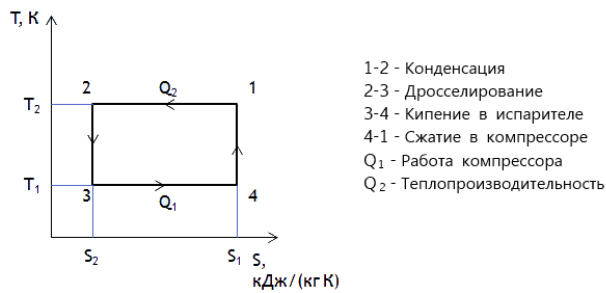 T, К
2 Q₂ 1
T₂
T₁
3 Q₁ 4
S₂ S₁ S,
кДж/(кг К)
1-2 - Конденсация
2-3 - Дросселирование
3-4 - Кипение в испарителе
4-1 - Сжатие в компрессоре
Q₁ - Работа компрессора
Q₂ - Теплопроизводительность